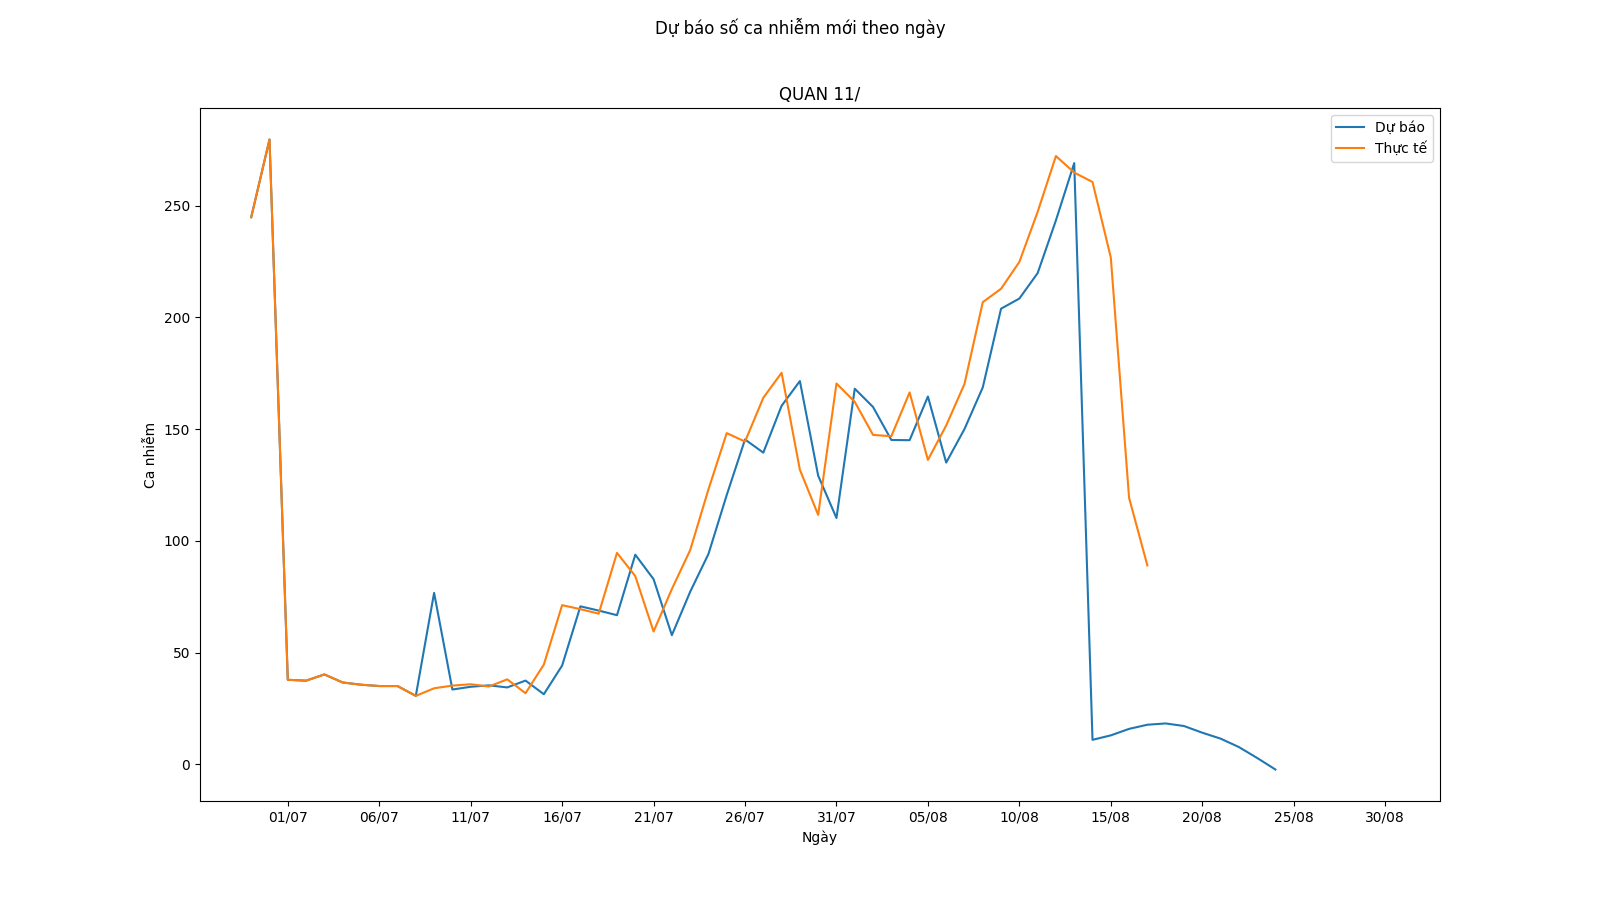 Dự báo số ca nhiễm mới theo ngày
QUAN 11/
Dự báo
Thực tế
250
200
150
100
50
0
Ca nhiễm
01/07 06/07 11/07 16/07 21/07 26/07 31/07 05/08 10/08 15/08 20/08 25/08 30/08
Ngày